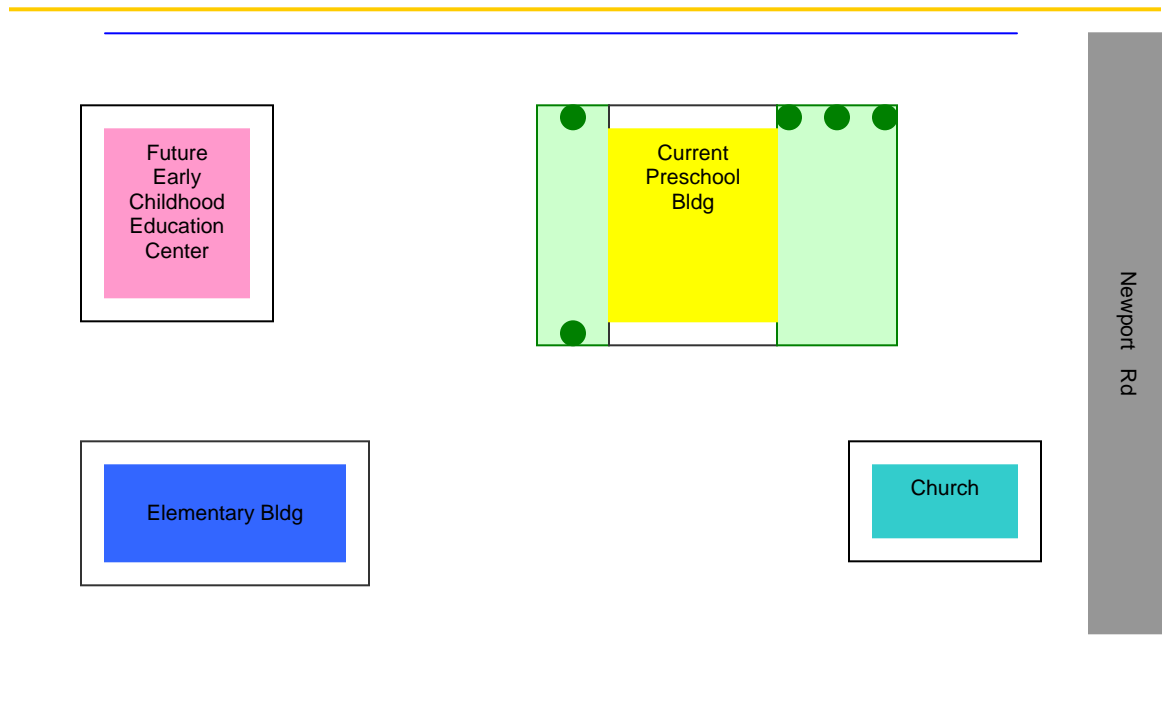 Future
Early
Childhood
Education
Center
Current
Preschool
Bldg
Newport Rd
Elementary Bldg
Church